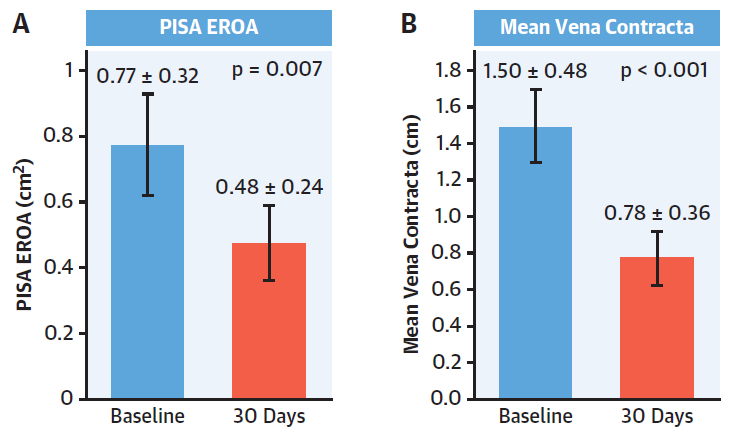 A
PISA EROA
PISA EROA (cm²)
1
0.8
0.6
0.4
0.2
0
0.77 ± 0.32
p = 0.007
0.48 ± 0.24
Baseline
30 Days
B
Mean Vena Contracta
Mean Vena Contracta (cm)
1.8
1.6
1.4
1.2
1.0
0.8
0.6
0.4
0.2
0.0
1.50 ± 0.48
p < 0.001
0.78 ± 0.36
Baseline
30 Days